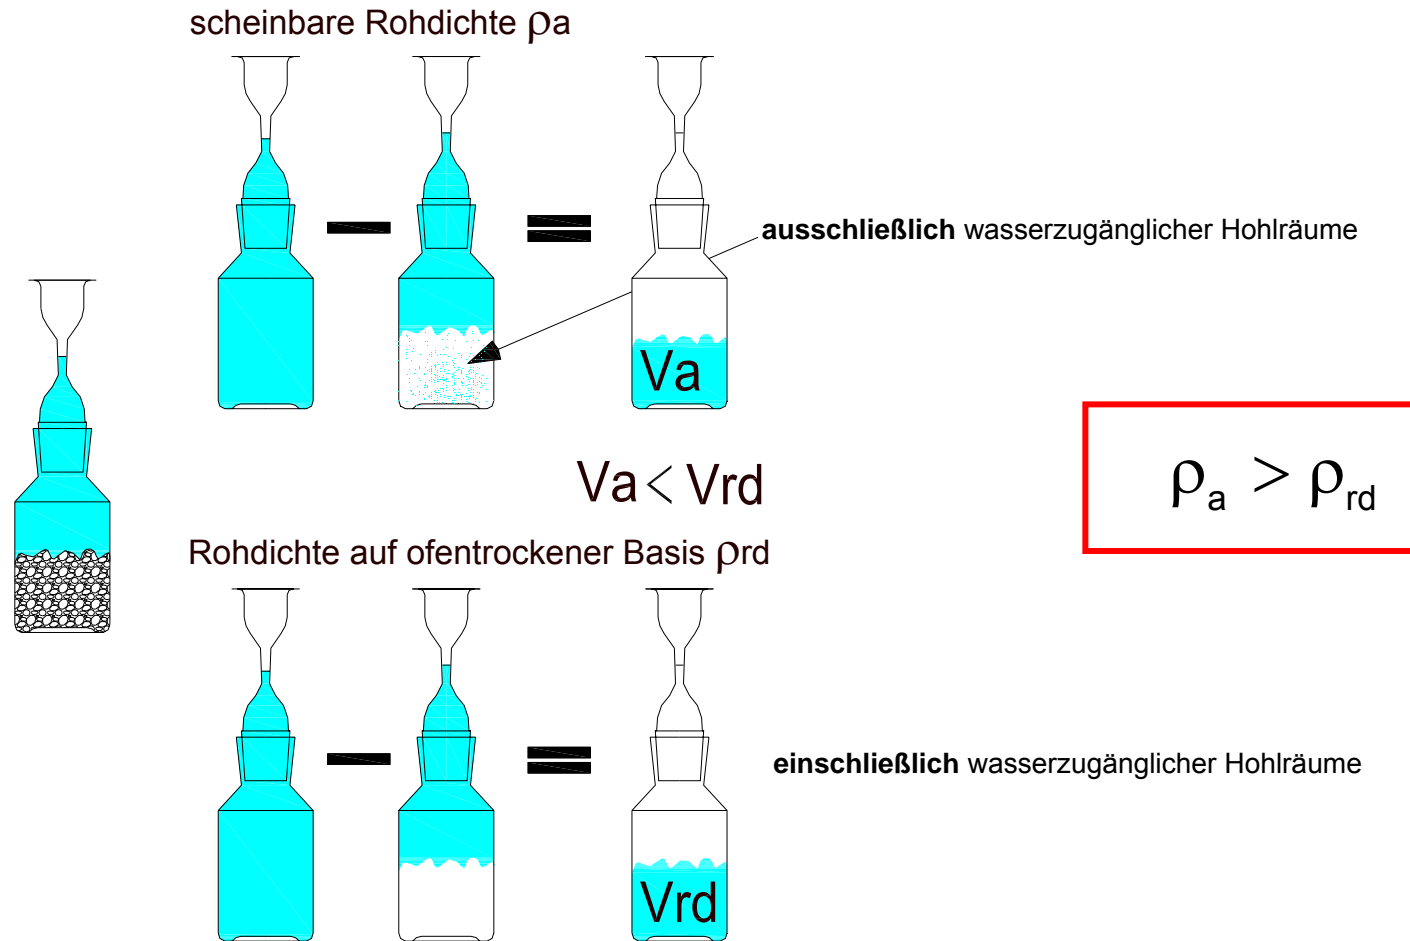 scheinbare Rohdichte ρa
ausschließlich wasserzugänglicher Hohlräume
Va
Va < Vrd
ρa > ρrd
Rohdichte auf ofentrockener Basis ρrd
einschließlich wasserzugänglicher Hohlräume
Vrd